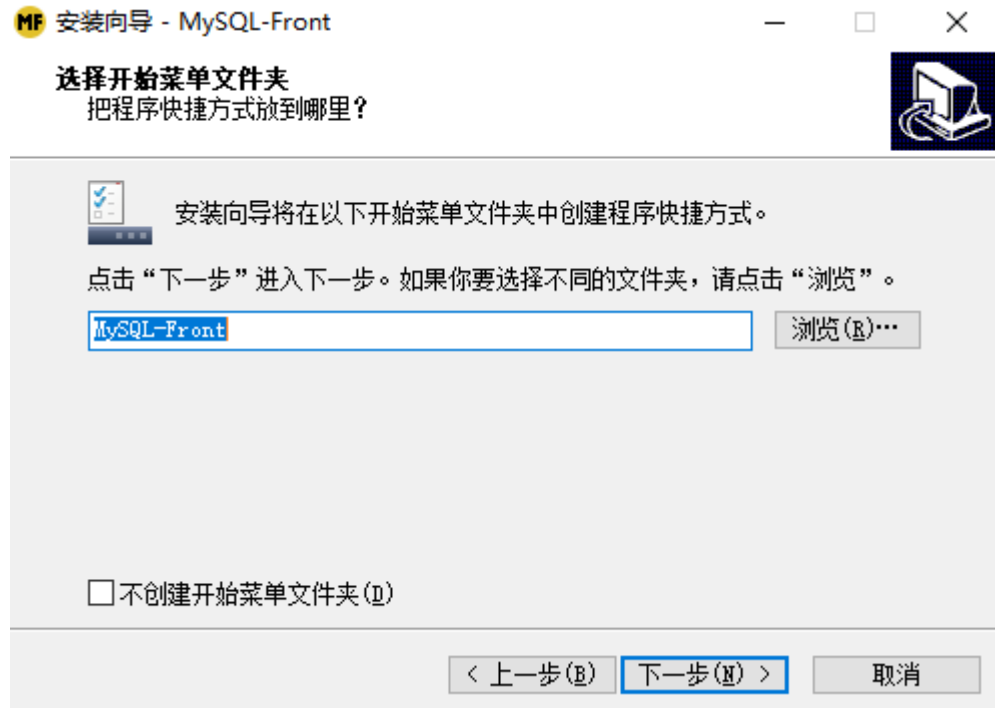 MF 安装向导 - MySQL-Front
选择开始菜单文件夹
把程序快捷方式放到哪里？
安装向导将在以下开始菜单文件夹中创建程序快捷方式。
点击“下一步”进入下一步。如果你要选择不同的文件夹，请点击“浏览”。
MySQL-Front
浏览(R)…
不创建开始菜单文件夹(D)
< 上一步(B)
下一步(N) >
取消